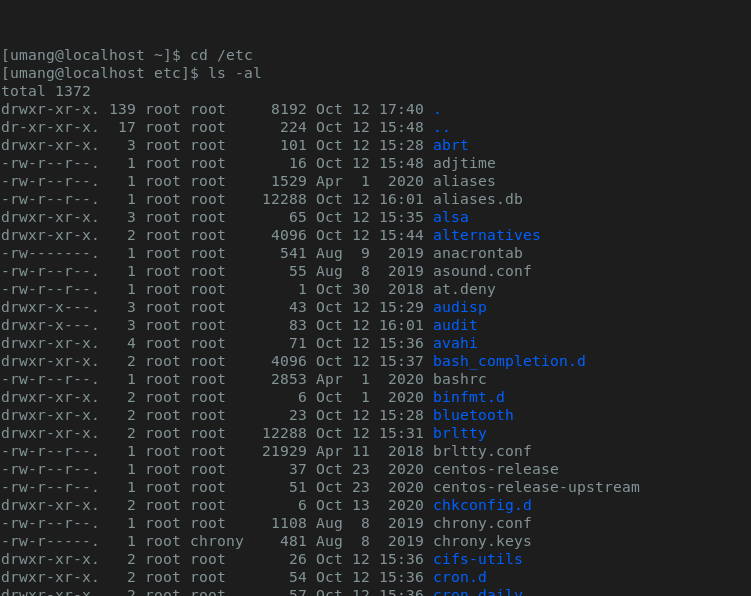 [umang@localhost ~]$ cd /etc
[umang@localhost etc]$ ls -al
total 1372
drwxr-xr-x. 139 root root     8192 Oct 12 17:40 .
dr-xr-xr-x.  17 root root      224 Oct 12 15:48 ..
drwxr-xr-x.   3 root root      101 Oct 12 15:28 abrt
-rw-r--r--.   1 root root       16 Oct 12 15:48 adjtime
-rw-r--r--.   1 root root     1529 Apr  1  2020 aliases
-rw-r--r--.   1 root root    12288 Oct 12 16:01 aliases.db
drwxr-xr-x.   3 root root       65 Oct 12 15:35 alsa
drwxr-xr-x.   2 root root     4096 Oct 12 15:44 alternatives
-rw-------.   1 root root      541 Aug  9  2019 anacrontab
-rw-r--r--.   1 root root       55 Aug  8  2019 asound.conf
-rw-r--r--.   1 root root        1 Oct 30  2018 at.deny
drwxr-x---.   3 root root       43 Oct 12 15:29 audisp
drwxr-x---.   3 root root       83 Oct 12 16:01 audit
drwxr-xr-x.   4 root root       71 Oct 12 15:36 avahi
drwxr-xr-x.   2 root root     4096 Oct 12 15:37 bash_completion.d
-rw-r--r--.   1 root root     2853 Apr  1  2020 bashrc
drwxr-xr-x.   2 root root        6 Oct  1  2020 binfmt.d
drwxr-xr-x.   2 root root       23 Oct 12 15:28 bluetooth
drwxr-xr-x.   2 root root    12288 Oct 12 15:31 brltty
-rw-r--r--.   1 root root    21929 Apr 11  2018 brltty.conf
-rw-r--r--.   1 root root       37 Oct 23  2020 centos-release
-rw-r--r--.   1 root root       51 Oct 23  2020 centos-release-upstream
drwxr-xr-x.   2 root root        6 Oct 13  2020 chkconfig.d
-rw-r--r--.   1 root root     1108 Aug  8  2019 chrony.conf
-rw-r-----.   1 root chrony    481 Aug  8  2019 chrony.keys
drwxr-xr-x.   2 root root       26 Oct 12 15:36 cifs-utils
drwxr-xr-x.   2 root root       54 Oct 12 15:36 cron.d
drwxr-xr-x.   2 root root       57 Oct 12 15:36 cron.daily